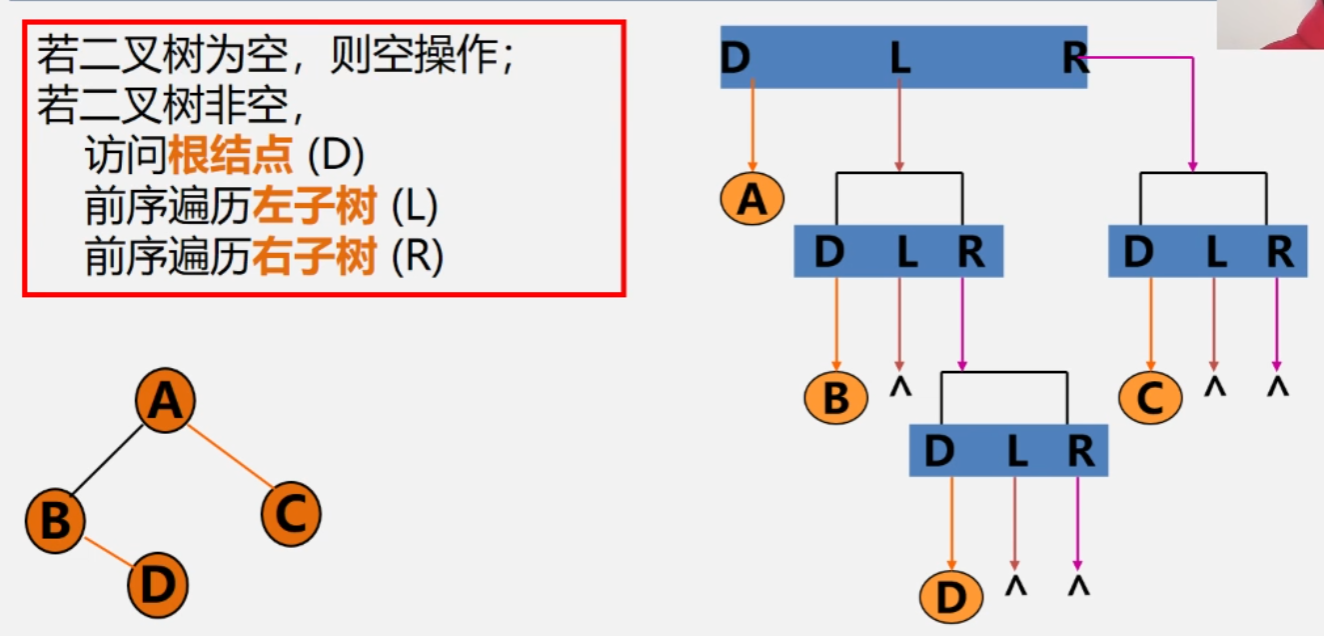 若二叉树为空，则空操作；
若二叉树非空，
访问根结点 (D)
前序遍历左子树 (L)
前序遍历右子树 (R)
D L R
A
D L R
D L R
B ^
C ^ ^
D L R
D ^ ^
A
B
C
D